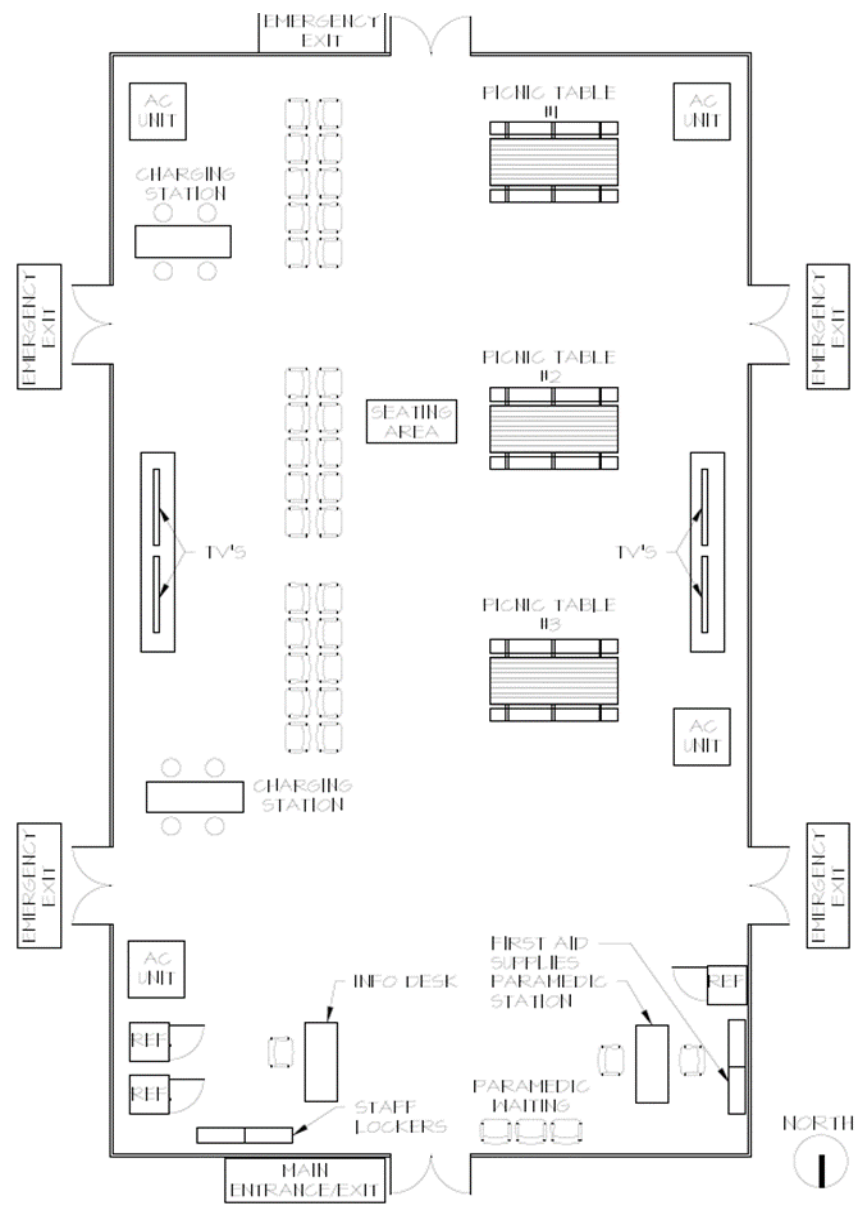 EMERGENCY
EXIT
AC
UNIT
PICNIC TABLE
#1
AC
UNIT
CHARGING
STATION
EMERGENCY
EXIT
EMERGENCY
EXIT
PICNIC TABLE
#2
SEATING
AREA
TV'S
TV'S
PICNIC TABLE
#3
AC
UNIT
CHARGING
STATION
EMERGENCY
EXIT
EMERGENCY
EXIT
AC
UNIT
FIRST AID
SUPPLIES
INFO DESK
PARAMEDIC
STATION
REF
REF
REF
PARAMEDIC
WAITING
STAFF
LOCKERS
NORTH
MAIN
ENTRANCE/EXIT